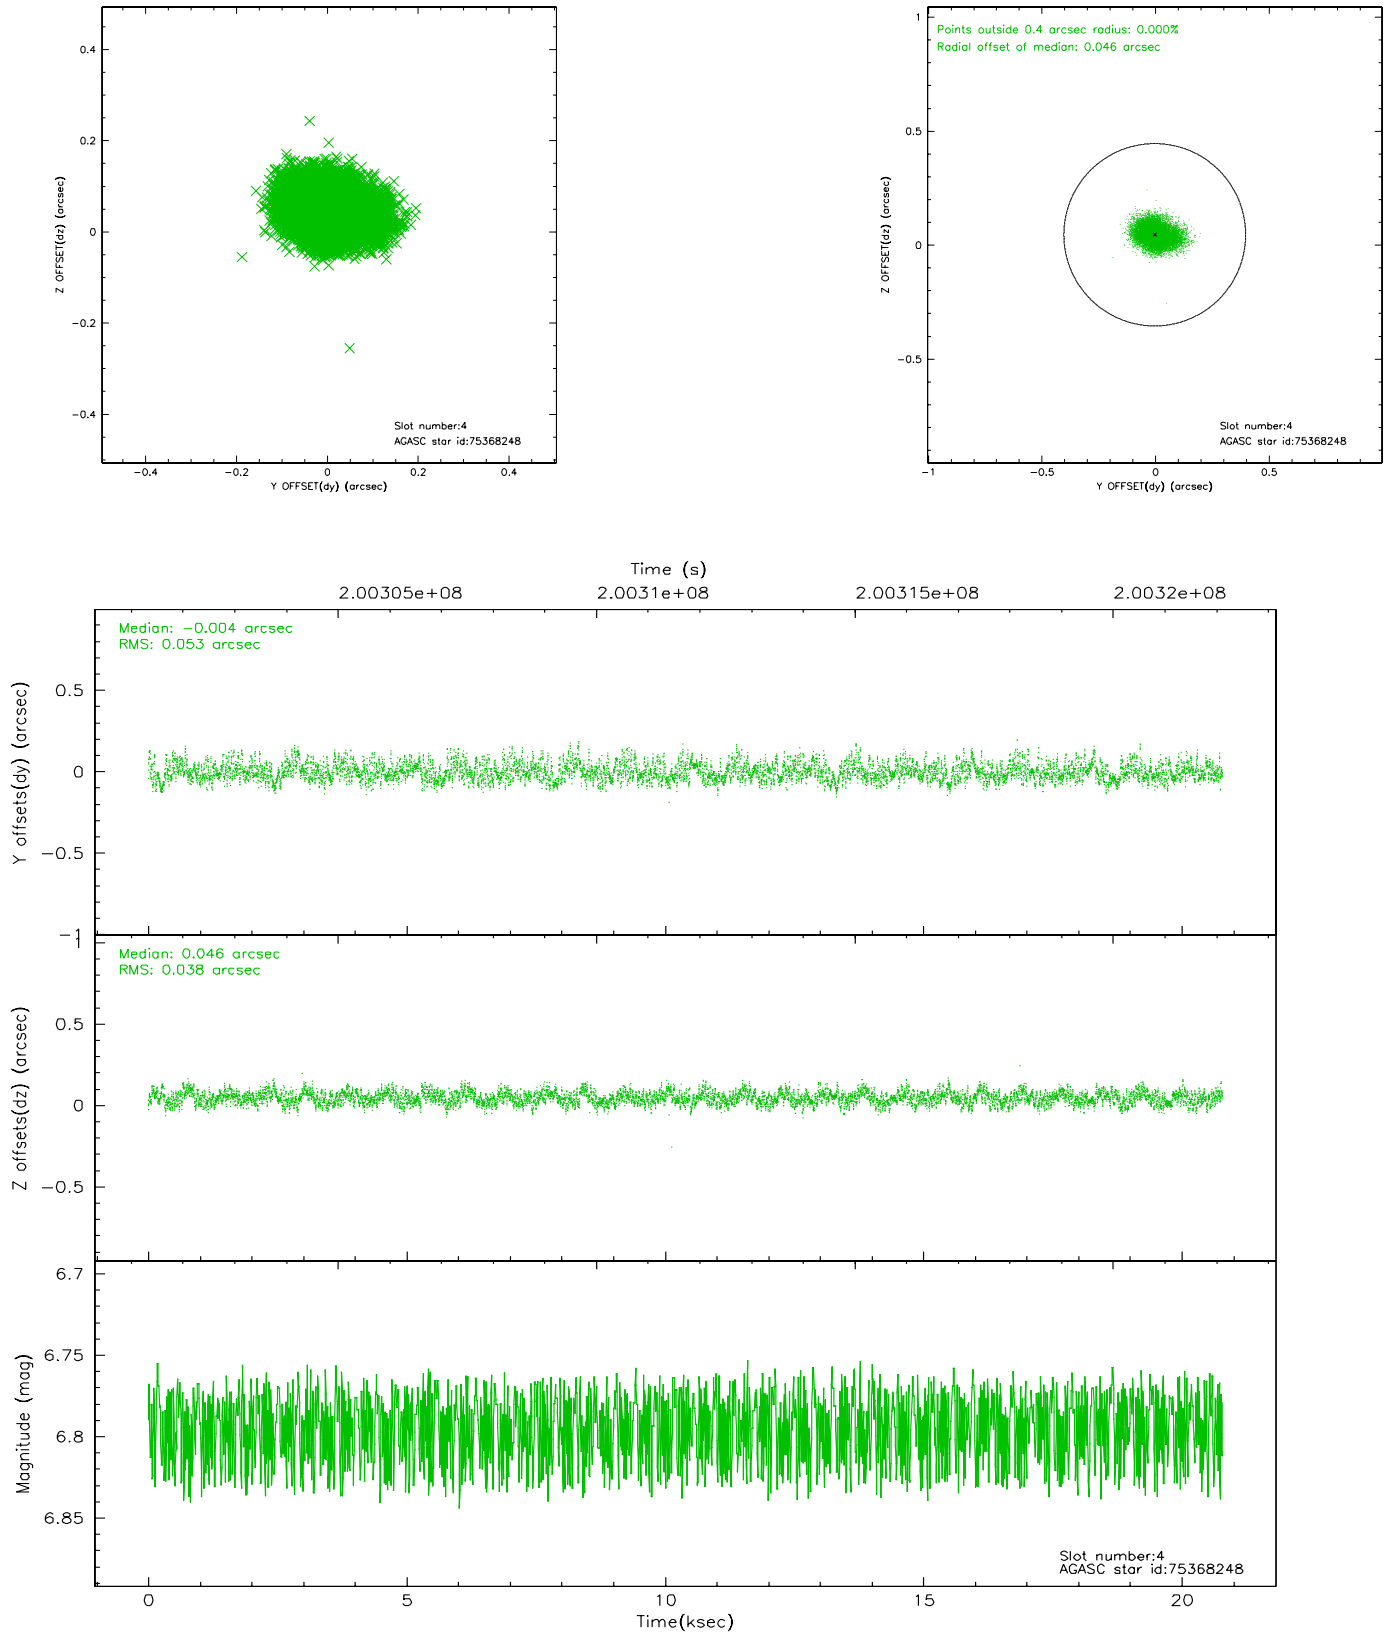 0.4
0.2
0
-0.2
-0.4
Z OFFSET(dz) (arcsec)
-0.4 -0.2 0 0.2 0.4
Y OFFSET(dy) (arcsec)
Slot number:4
AGASC star id:75368248
Points outside 0.4 arcsec radius: 0.000%
Radial offset of median: 0.046 arcsec
1
0.5
0
-0.5
Z OFFSET(dz) (arcsec)
-1 -0.5 0 0.5
Y OFFSET(dy) (arcsec)
Slot number:4
AGASC star id:75368248
Time (s)
2.00305e+08 2.0031e+08 2.00315e+08 2.0032e+08
Median: -0.004 arcsec
RMS: 0.053 arcsec
0.5
0
-0.5
-1
Y offsets(dy) (arcsec)
Median: 0.046 arcsec
RMS: 0.038 arcsec
1
0.5
0
-0.5
Z offsets(dz) (arcsec)
6.7
6.75
6.8
6.85
Magnitude (mag)
Slot number:4
AGASC star id:75368248
0 5 10 15 20
Time(ksec)